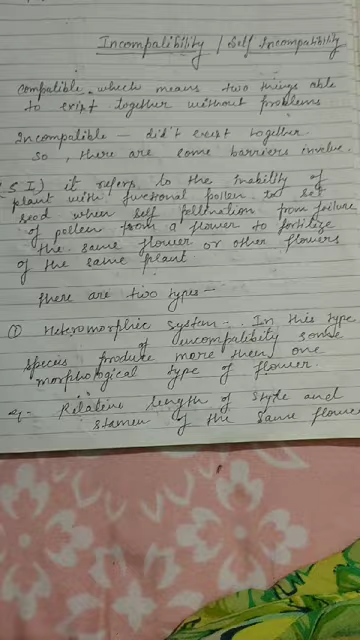 Incompatibility / Self Incompatibility
compatible - which means two things able
to exist together without problems
Incompatible - did't exist together.
So, there are some barriers involve.
(S I) it refers to the inability of
plant with functional pollen to set
seed when self pollination from failure
of pollen from a flower to fertilize
the same flower or other flowers
of the same plant.
There are two types -
① Heteromorphic System - In this type
of uncompatibity some
species produce more then one
morphological type of flower.
eg - Relative length of style and
stamen of the same flower